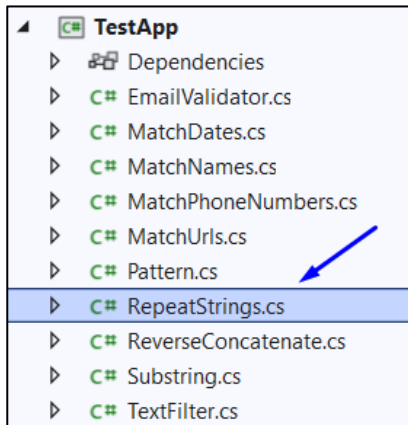 C# TestApp
Dependencies
C# EmailValidator.cs
C# MatchDates.cs
C# MatchNames.cs
C# MatchPhoneNumbers.cs
C# MatchUrls.cs
C# Pattern.cs
C# RepeatStrings.cs
C# ReverseConcatenate.cs
C# Substring.cs
C# TextFilter.cs